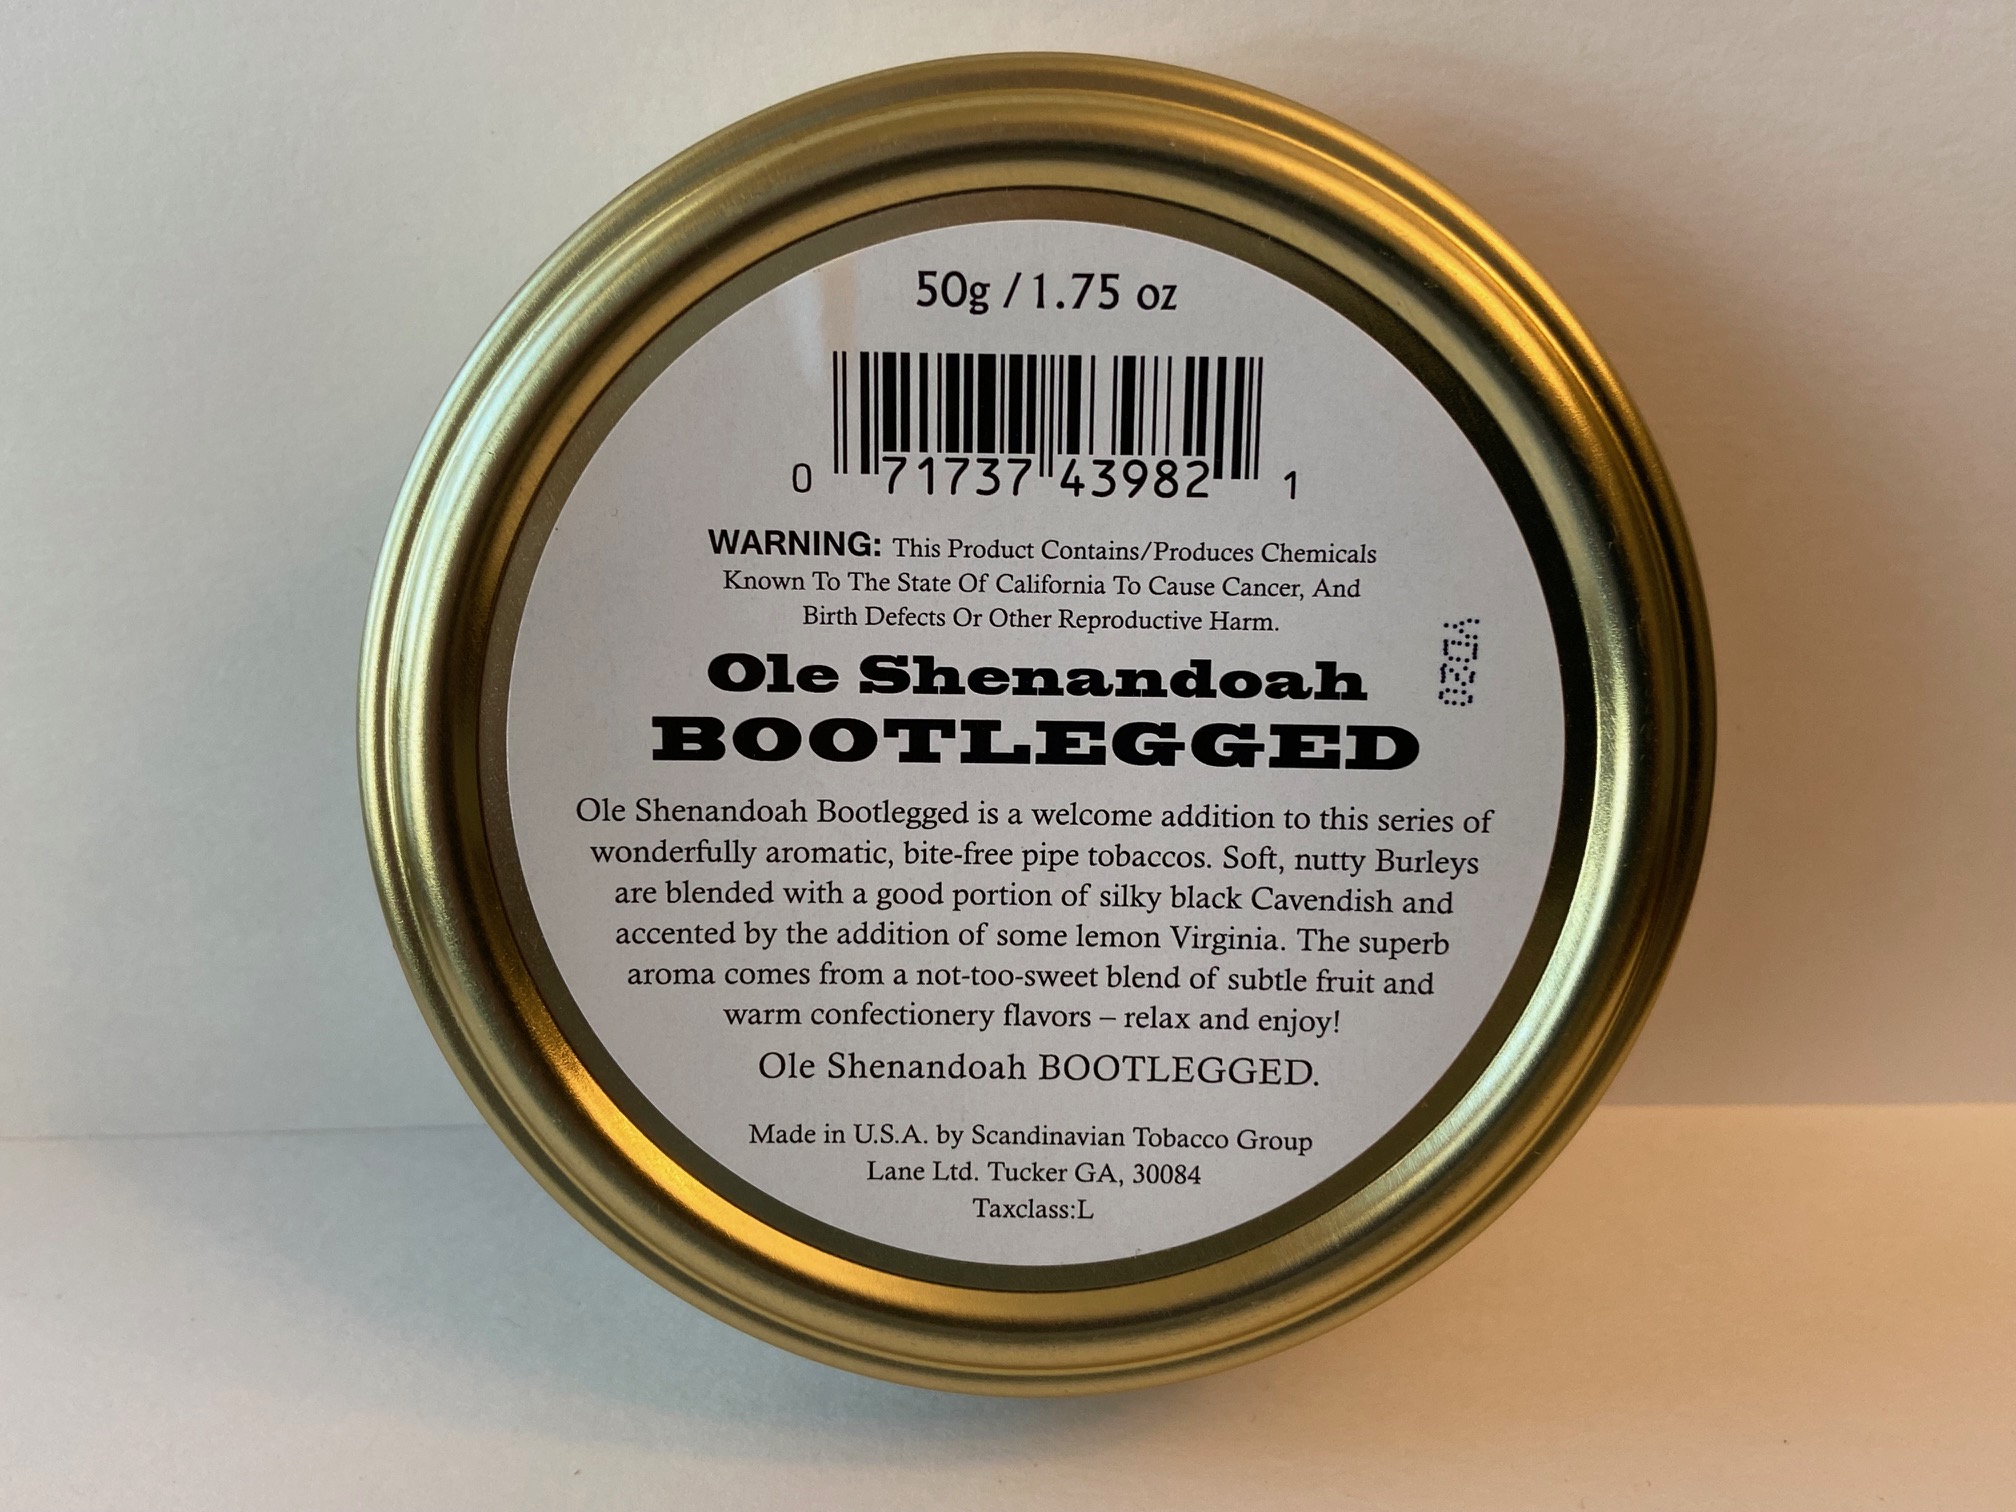 50g / 1.75 oz
0 71737 43982 1
WARNING: This Product Contains/Produces Chemicals
Known To The State Of California To Cause Cancer, And
Birth Defects Or Other Reproductive Harm.
Ole Shenandoah
BOOTLEGGED
Ole Shenandoah Bootlegged is a welcome addition to this series of
wonderfully aromatic, bite-free pipe tobaccos. Soft, nutty Burleys
are blended with a good portion of silky black Cavendish and
accented by the addition of some lemon Virginia. The superb
aroma comes from a not-too-sweet blend of subtle fruit and
warm confectionery flavors – relax and enjoy!
Ole Shenandoah BOOTLEGGED.
Made in U.S.A. by Scandinavian Tobacco Group
Lane Ltd. Tucker GA, 30084
Taxclass:L